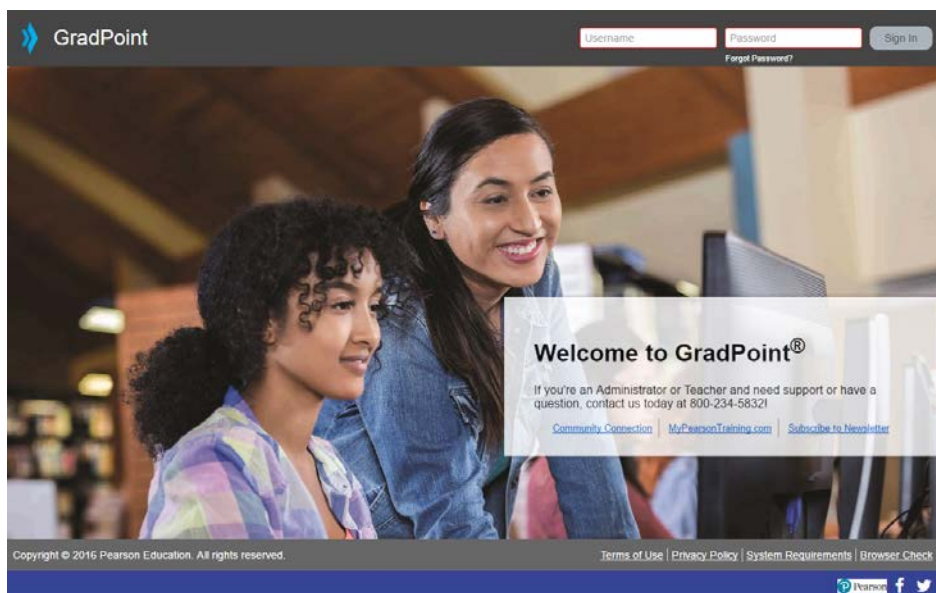 GradPoint
Username
Password
Sign In
Forgot Password?
Welcome to GradPoint®
If you're an Administrator or Teacher and need support or have a
question, contact us today at 800-234-5832!
Community Connection | MyPearsonTraining.com | Subscribe to Newsletter
Copyright © 2016 Pearson Education. All rights reserved.
Terms of Use | Privacy Policy | System Requirements | Browser Check
Pearson